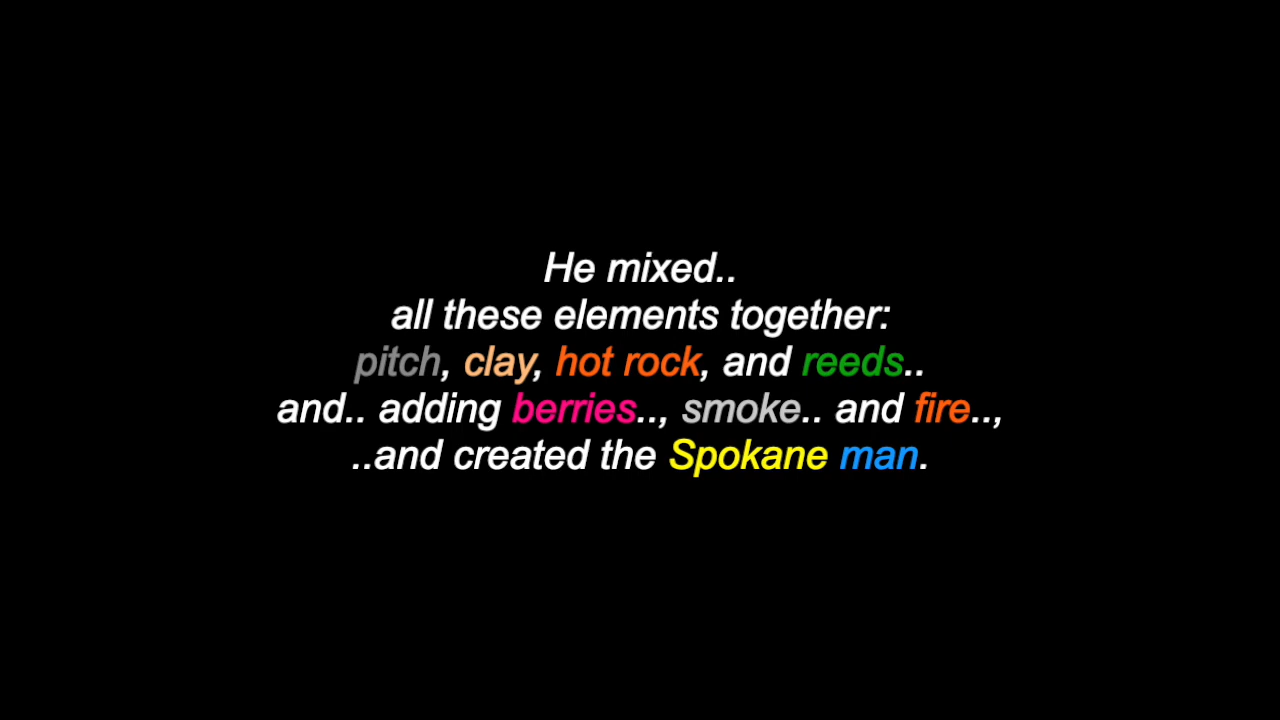 He mixed..
all these elements together:
pitch, clay, hot rock, and reeds..
and.. adding berries.., smoke.. and fire..,
..and created the Spokane man.